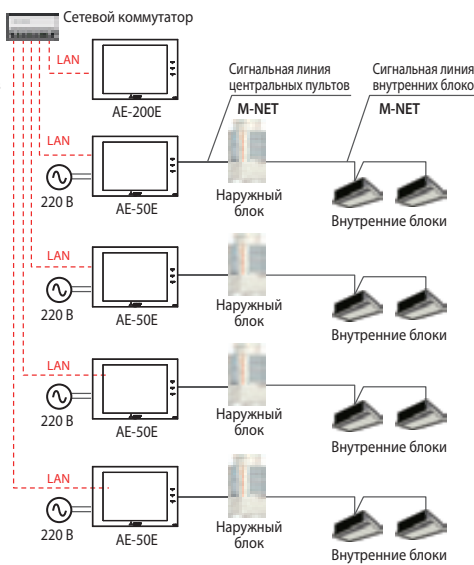 Сетевой коммутатор
LAN
AE-200E
Сигнальная линия
центральных пультов
M-NET
Сигнальная линия
внутренних блоко
M-NET
LAN
220 В
AE-50E
Наружный
блок
Внутренние блоки
LAN
220 В
AE-50E
Наружный
блок
Внутренние блоки
LAN
220 В
AE-50E
Наружный
блок
Внутренние блоки
LAN
220 В
AE-50E
Наружный
блок
Внутренние блоки